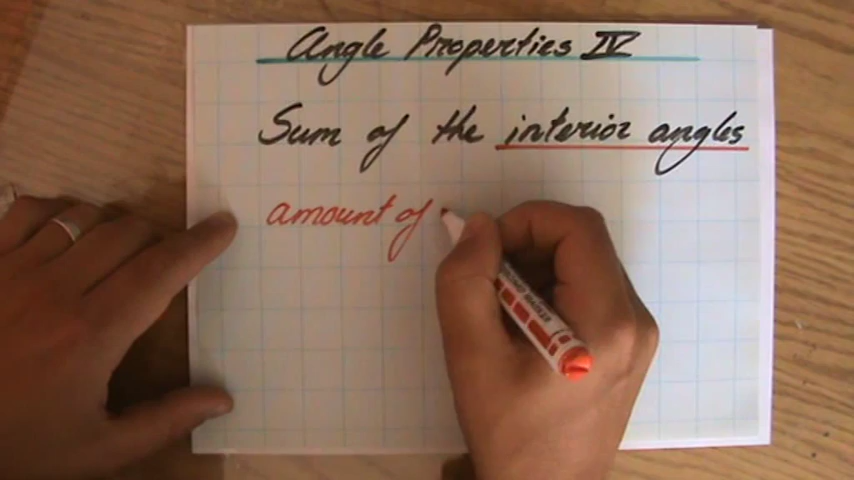 Angle Properties IV
Sum of the interior angles
amount of